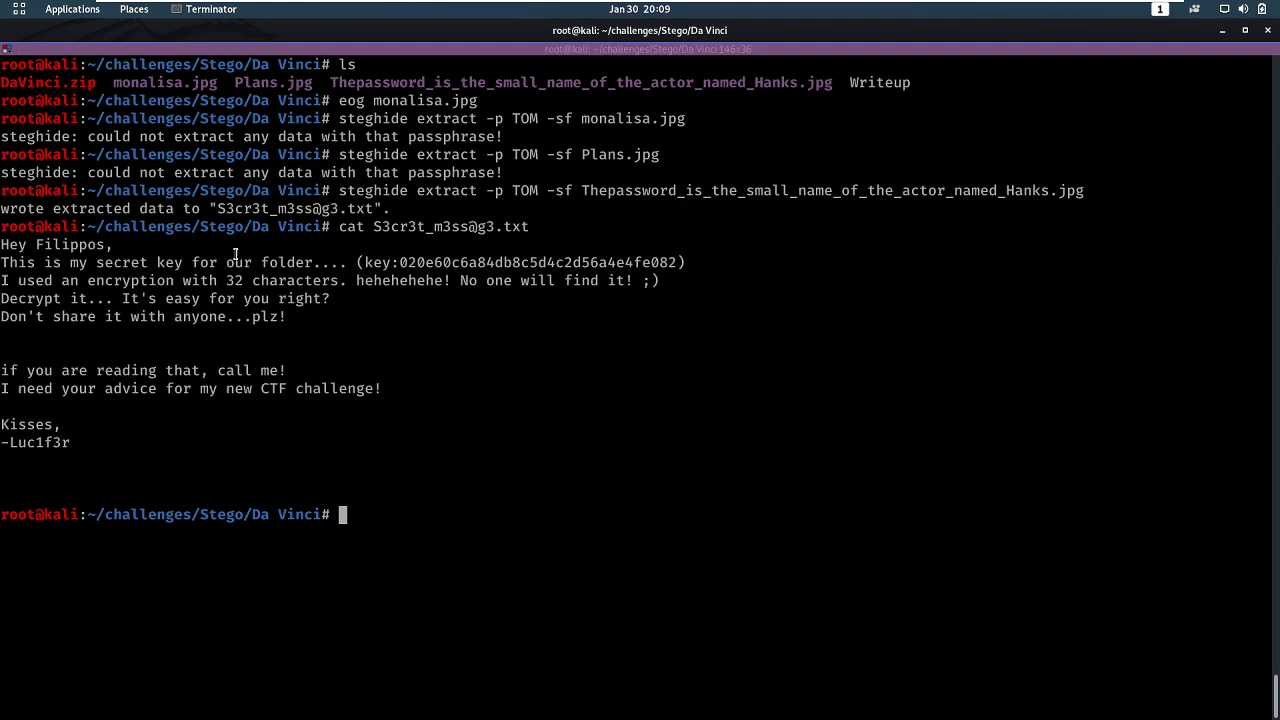 Applications Places Terminator Jan 30 20:09 1
root@kali: ~/challenges/Stego/Da Vinci
root@kali: ~/challenges/Stego/Da Vinci 146x36
root@kali:~/challenges/Stego/Da Vinci# ls
DaVinci.zip monalisa.jpg Plans.jpg Thepassword_is_the_small_name_of_the_actor_named_Hanks.jpg Writeup
root@kali:~/challenges/Stego/Da Vinci# eog monalisa.jpg
root@kali:~/challenges/Stego/Da Vinci# steghide extract -p TOM -sf monalisa.jpg
steghide: could not extract any data with that passphrase!
root@kali:~/challenges/Stego/Da Vinci# steghide extract -p TOM -sf Plans.jpg
steghide: could not extract any data with that passphrase!
root@kali:~/challenges/Stego/Da Vinci# steghide extract -p TOM -sf Thepassword_is_the_small_name_of_the_actor_named_Hanks.jpg
wrote extracted data to "S3cr3t_m3ss@g3.txt".
root@kali:~/challenges/Stego/Da Vinci# cat S3cr3t_m3ss@g3.txt
Hey Filippos,
This is my secret key for our folder.... (key:020e60c6a84db8c5d4c2d56a4e4fe082)
I used an encryption with 32 characters. hehehehehe! No one will find it! ;)
Decrypt it... It's easy for you right?
Don't share it with anyone...plz!
if you are reading that, call me!
I need your advice for my new CTF challenge!
Kisses,
-Luc1f3r
root@kali:~/challenges/Stego/Da Vinci#